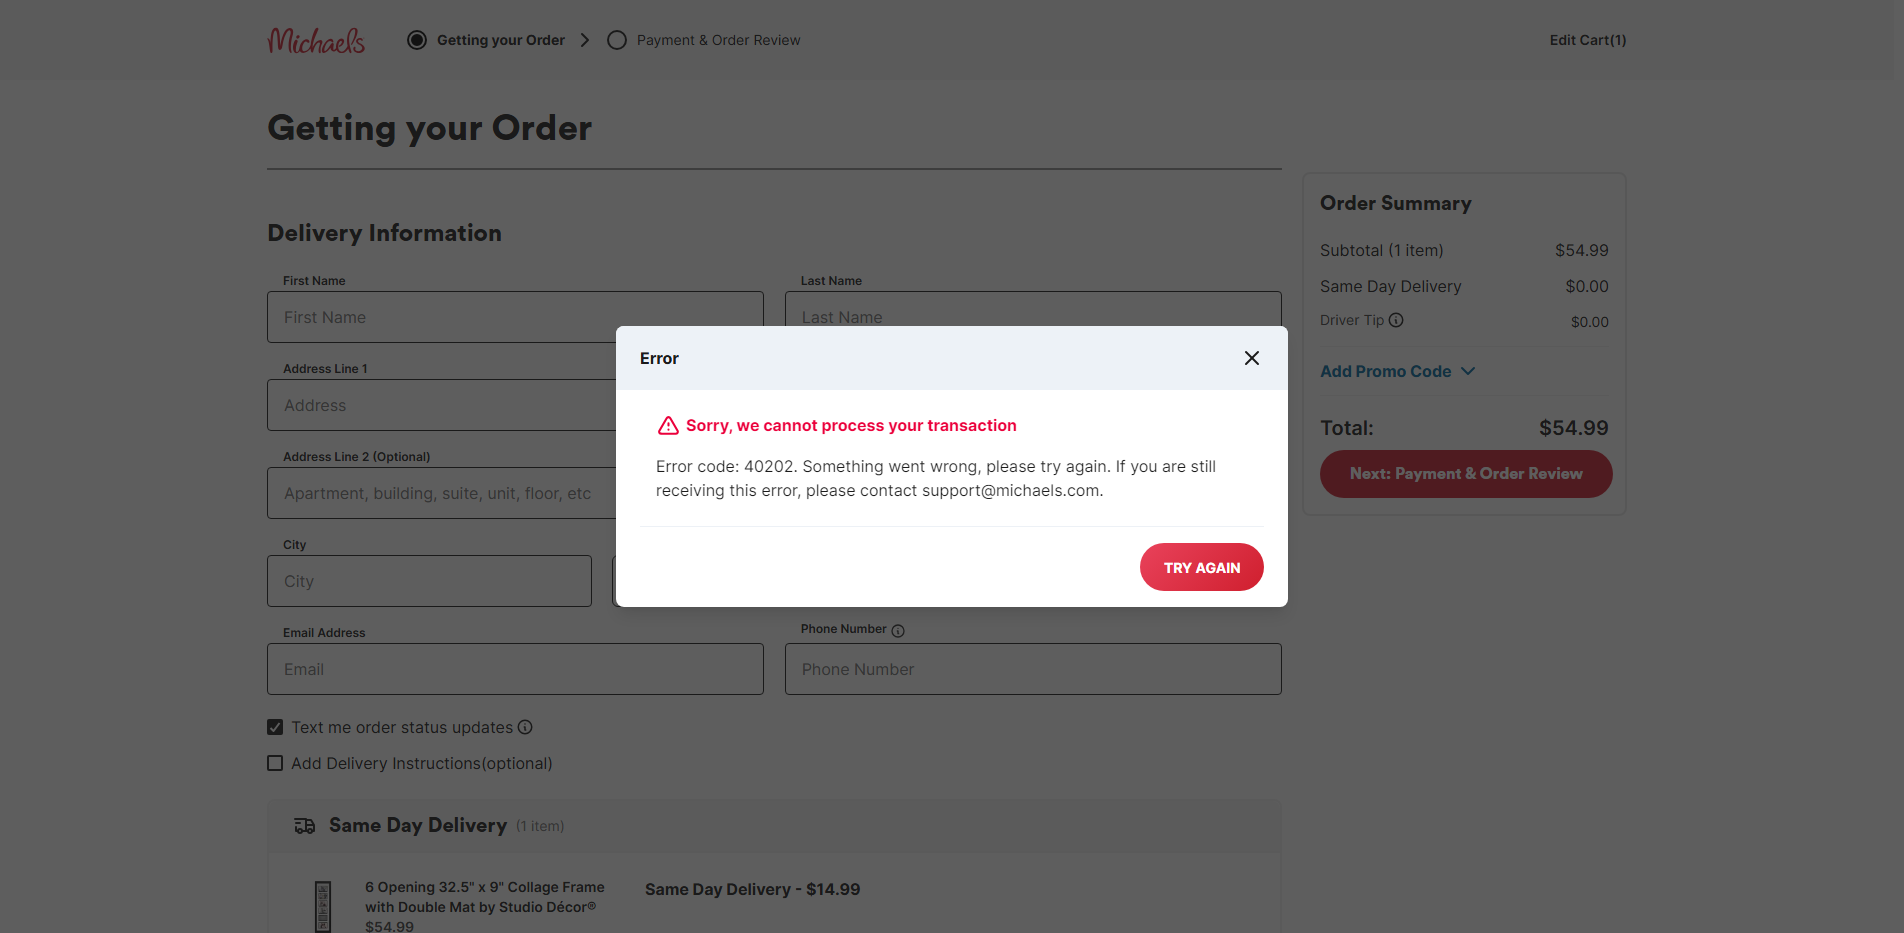 Michaels
Getting your Order
Payment & Order Review
Edit Cart(1)
Getting your Order
Delivery Information
First Name
Last Name
First Name
Last Name
Address Line 1
Address
Address Line 2 (Optional)
Apartment, building, suite, unit, floor, etc
City
City
Email Address
Phone Number
Email
Phone Number
Text me order status updates
Add Delivery Instructions(optional)
Same Day Delivery (1 item)
6 Opening 32.5" x 9" Collage Frame
with Double Mat by Studio Décor®
$54.99
Same Day Delivery - $14.99
Order Summary
Subtotal (1 item) $54.99
Same Day Delivery $0.00
Driver Tip $0.00
Add Promo Code
Total: $54.99
Next: Payment & Order Review
Error
Sorry, we cannot process your transaction
Error code: 40202. Something went wrong, please try again. If you are still
receiving this error, please contact support@michaels.com.
TRY AGAIN